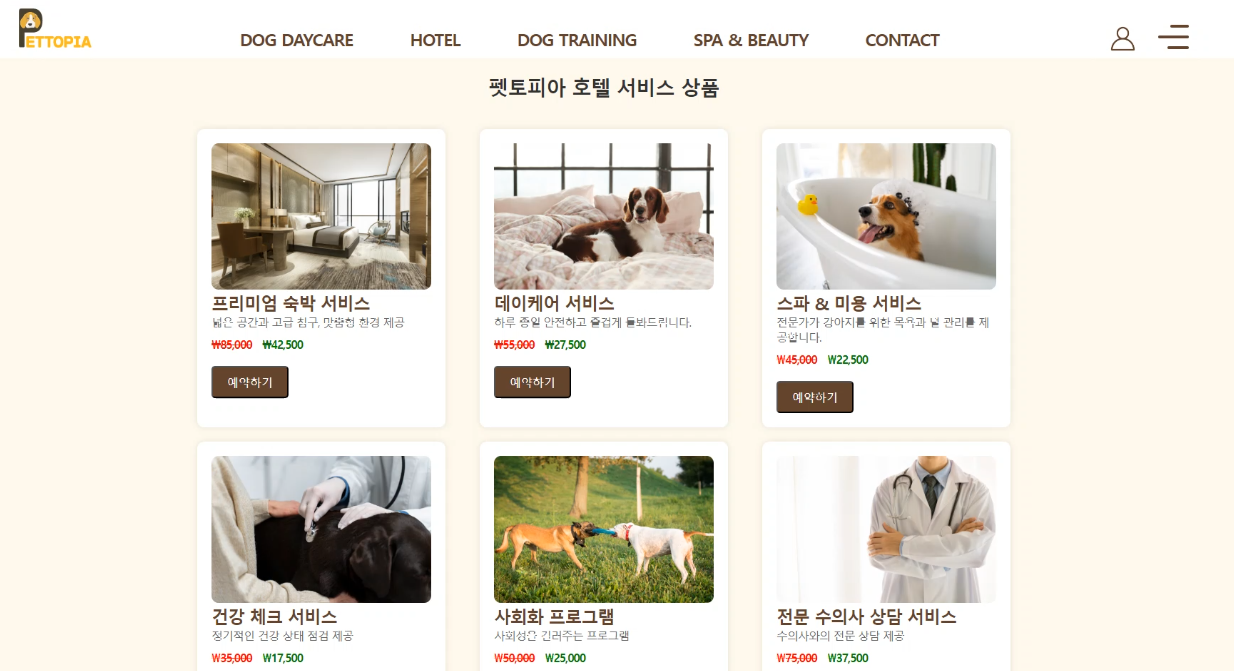 PETTOPIA
DOG DAYCARE HOTEL DOG TRAINING SPA & BEAUTY CONTACT
펫토피아 호텔 서비스 상품
프리미엄 숙박 서비스
넓은 공간과 고급 침구, 맞춤형 환경 제공
₩85,000 ₩42,500
예약하기
데이케어 서비스
하루 종일 안전하고 즐겁게 돌봐드립니다.
₩55,000 ₩27,500
예약하기
스파 & 미용 서비스
전문가가 강아지를 위한 목욕과 털 관리를 제
공합니다.
₩45,000 ₩22,500
예약하기
건강 체크 서비스
정기적인 건강 상태 점검 제공
₩35,000 ₩17,500
사회화 프로그램
사회성을 길러주는 프로그램
₩50,000 ₩25,000
전문 수의사 상담 서비스
수의사와의 전문 상담 제공
₩75,000 ₩37,500